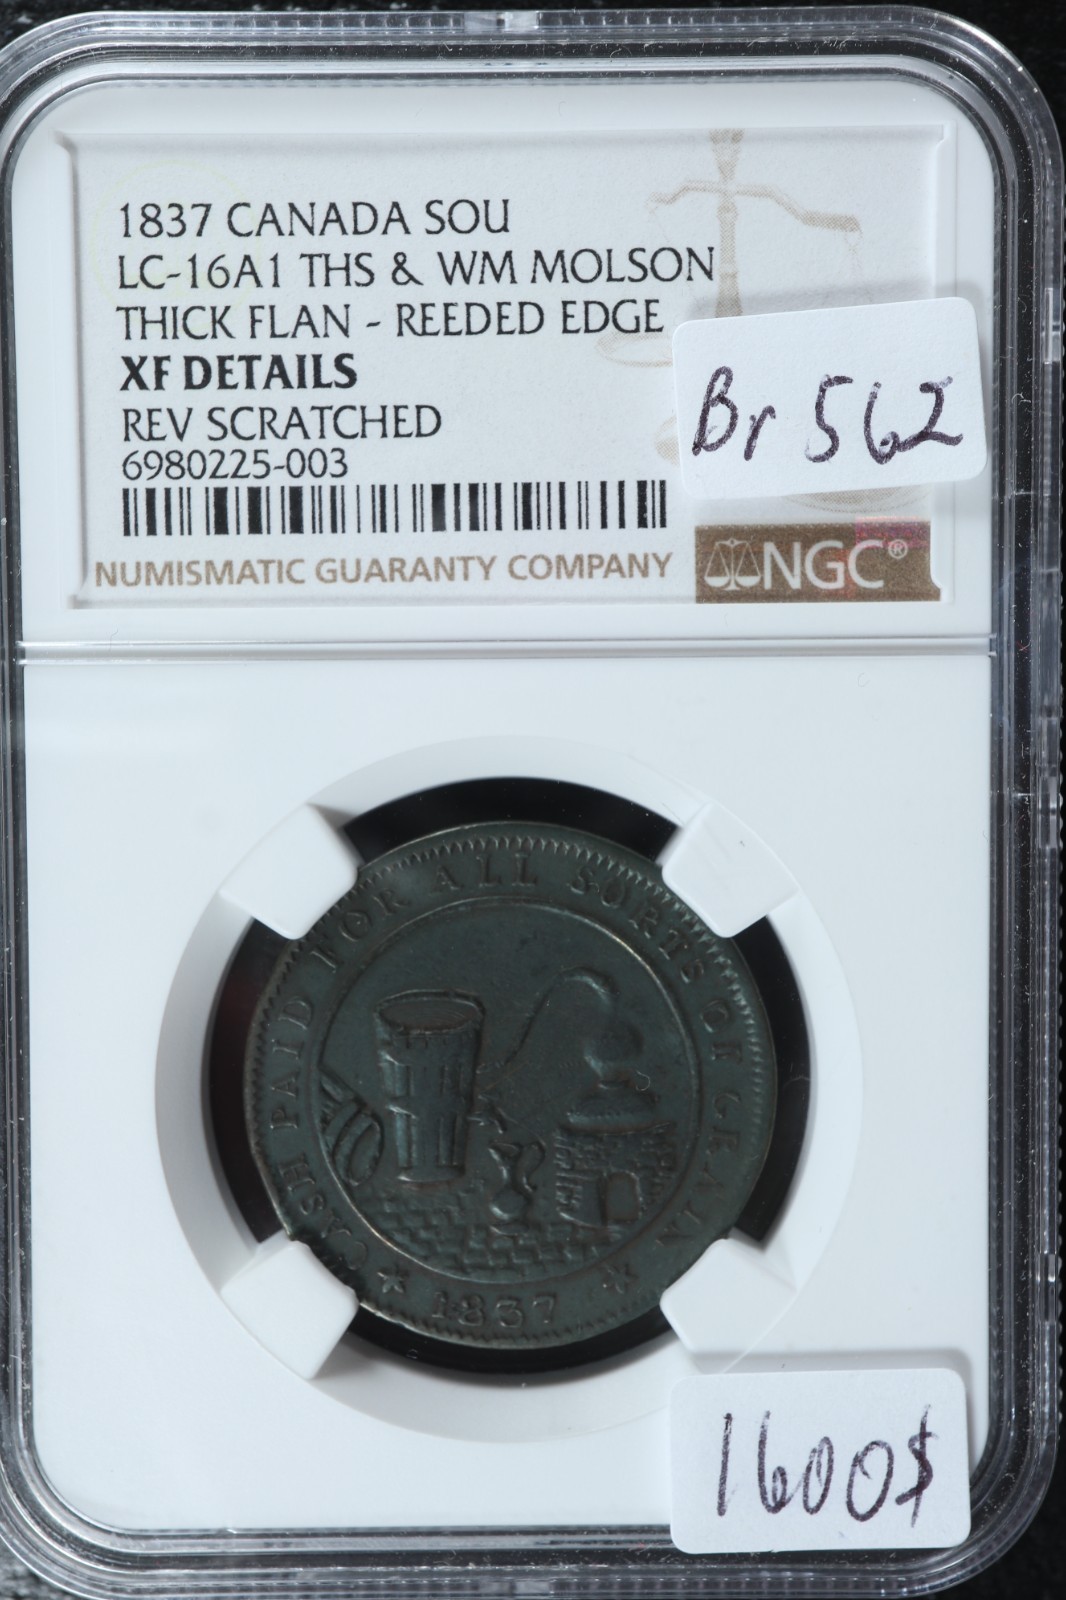 1837 CANADA SOU
LC-16A1 THS & WM MOLSON
THICK FLAN - REEDED EDGE
XF DETAILS
REV SCRATCHED
6980225-003
Br 562
NUMISMATIC GUARANTY COMPANY
NGC®
CASH PAID FOR ALL SORTS OF GRAIN
☆ 1837 ☆
1600$